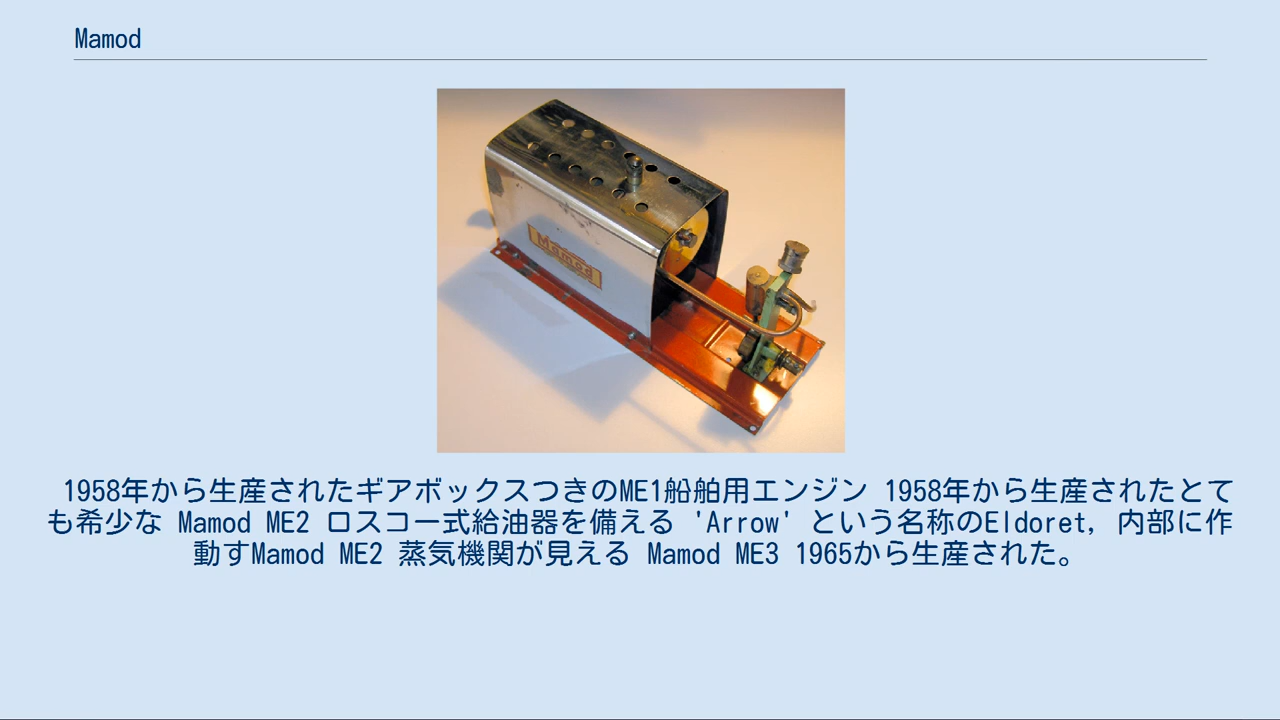 Mamod
Mamod
1958年から生産されたギアボックスつきのME1船舶用エンジン 1958年から生産されたとて
も希少な Mamod ME2 ロスコー式給油器を備える 'Arrow' という名称のEldoret, 内部に作
動すMamod ME2 蒸気機関が見える Mamod ME3 1965から生産された。